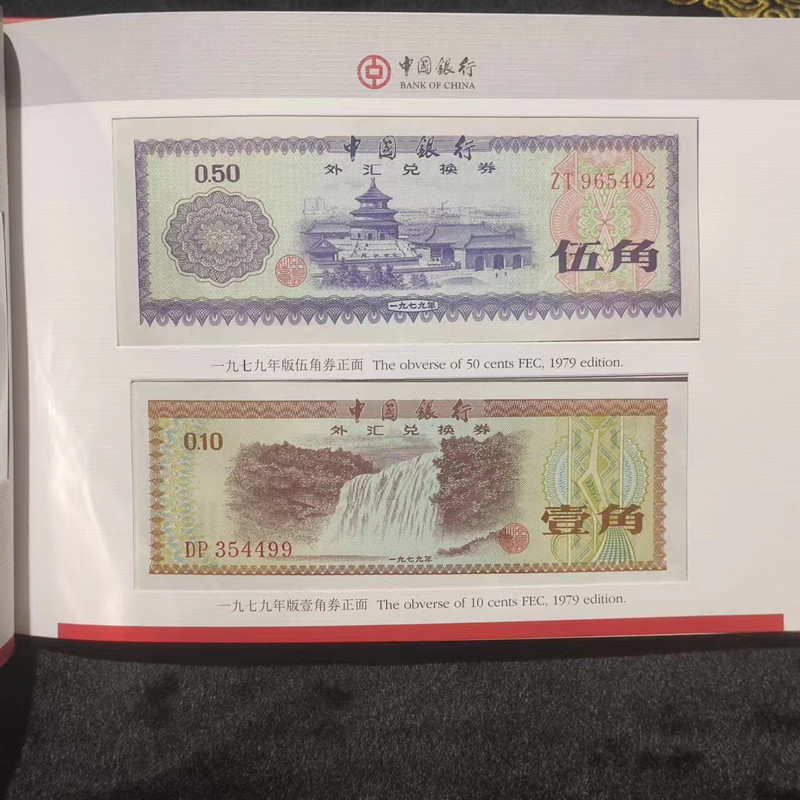 中国銀行
BANK OF CHINA
中国銀行
外汇兑换券
0.50
ZT 965402
伍角
一九七九年
一九七九年版伍角券正面 The obverse of 50 cents FEC, 1979 edition.
中国銀行
外汇兑换券
0.10
壹角
DP 354499
一九七九年
一九七九年版壹角券正面 The obverse of 10 cents FEC, 1979 edition.